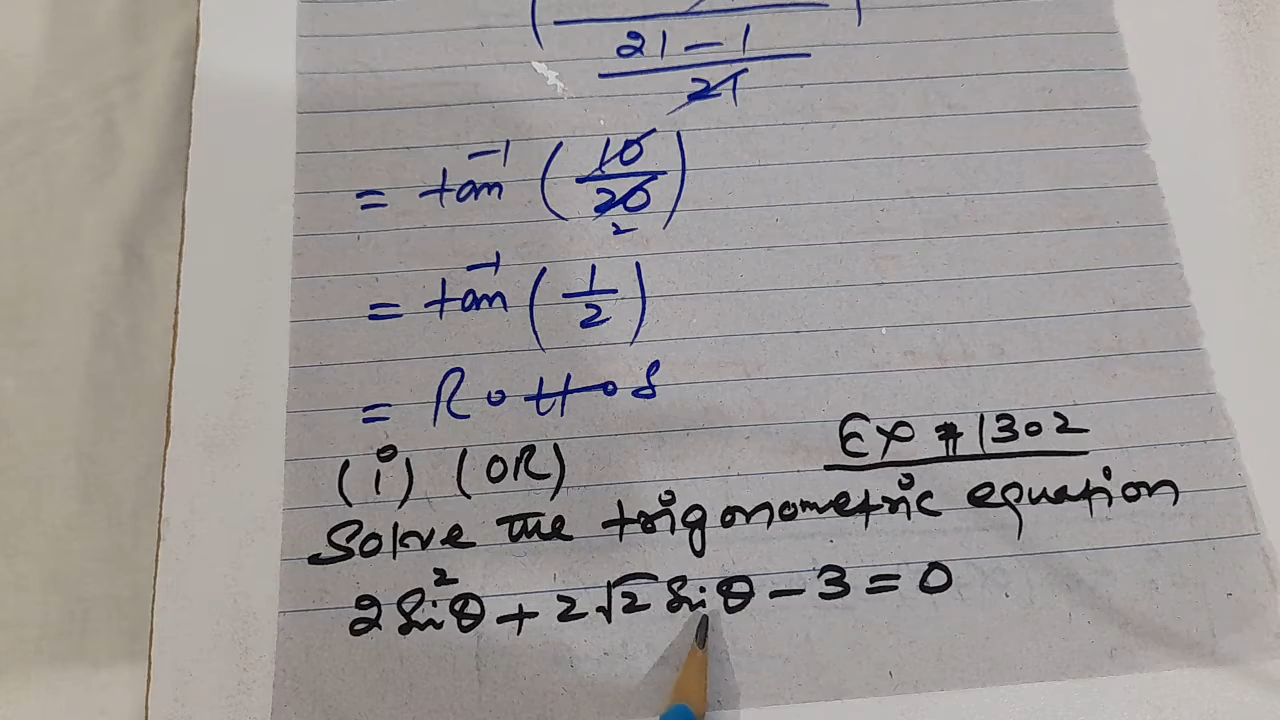 21 - 1
21
= tan⁻¹ (10/20) 2
= tan⁻¹ (1/2)
= R.H.S
Ex # 13.2
(i) (OR)
Solve the trigonometric equation
2 Sin²θ + 2√2 Sinθ - 3 = 0